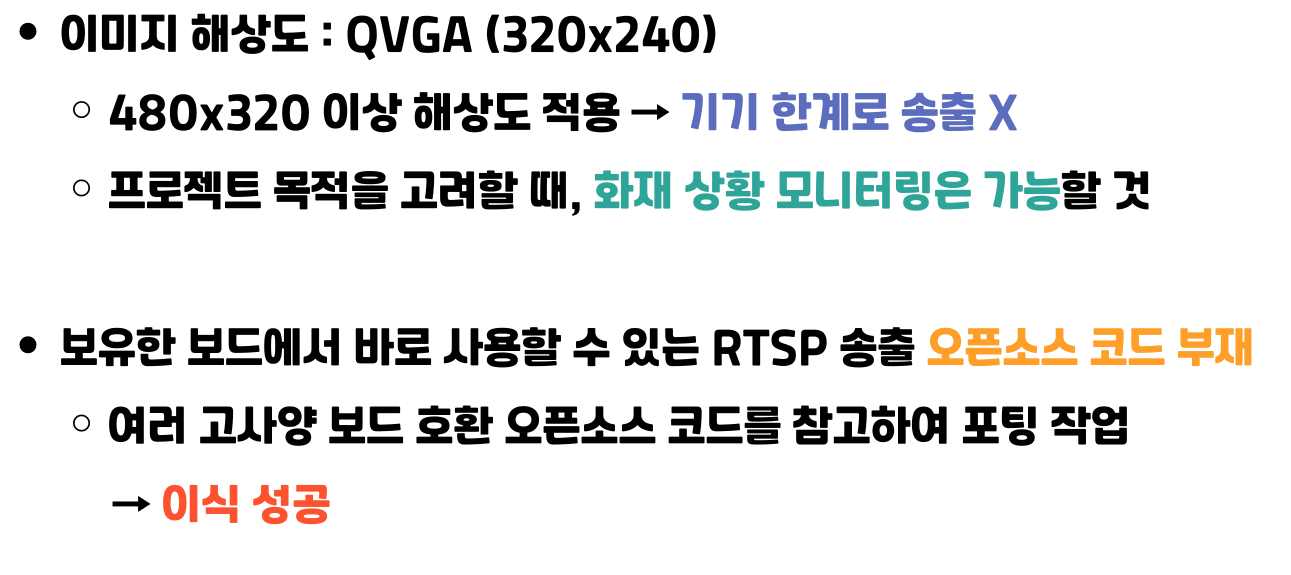 • 이미지 해상도 : QVGA (320x240)
○ 480x320 이상 해상도 적용 → 기기 한계로 송출 X
○ 프로젝트 목적을 고려할 때, 화재 상황 모니터링은 가능할 것
• 보유한 보드에서 바로 사용할 수 있는 RTSP 송출 오픈소스 코드 부재
○ 여러 고사양 보드 호환 오픈소스 코드를 참고하여 포팅 작업
→ 이식 성공